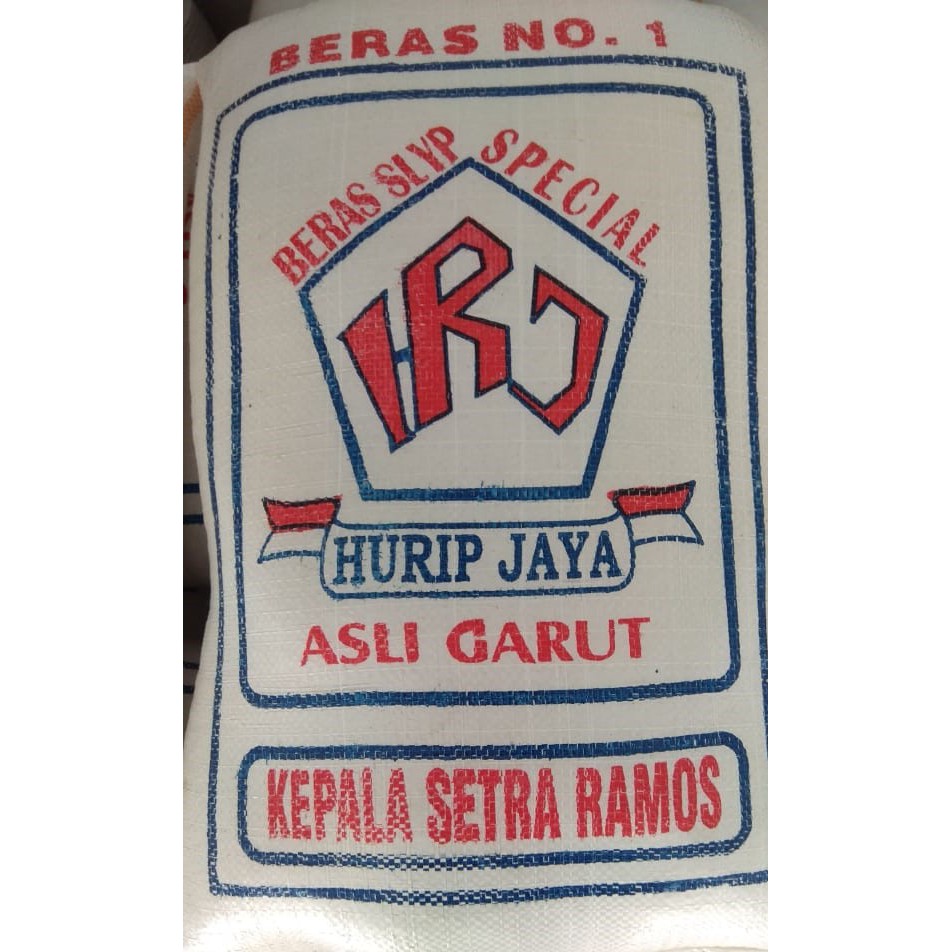 BERAS NO. 1
BERAS SLYP SPECIAL
HRJ
HURIP JAYA
ASLI GARUT
KEPALA SETRA RAMOS